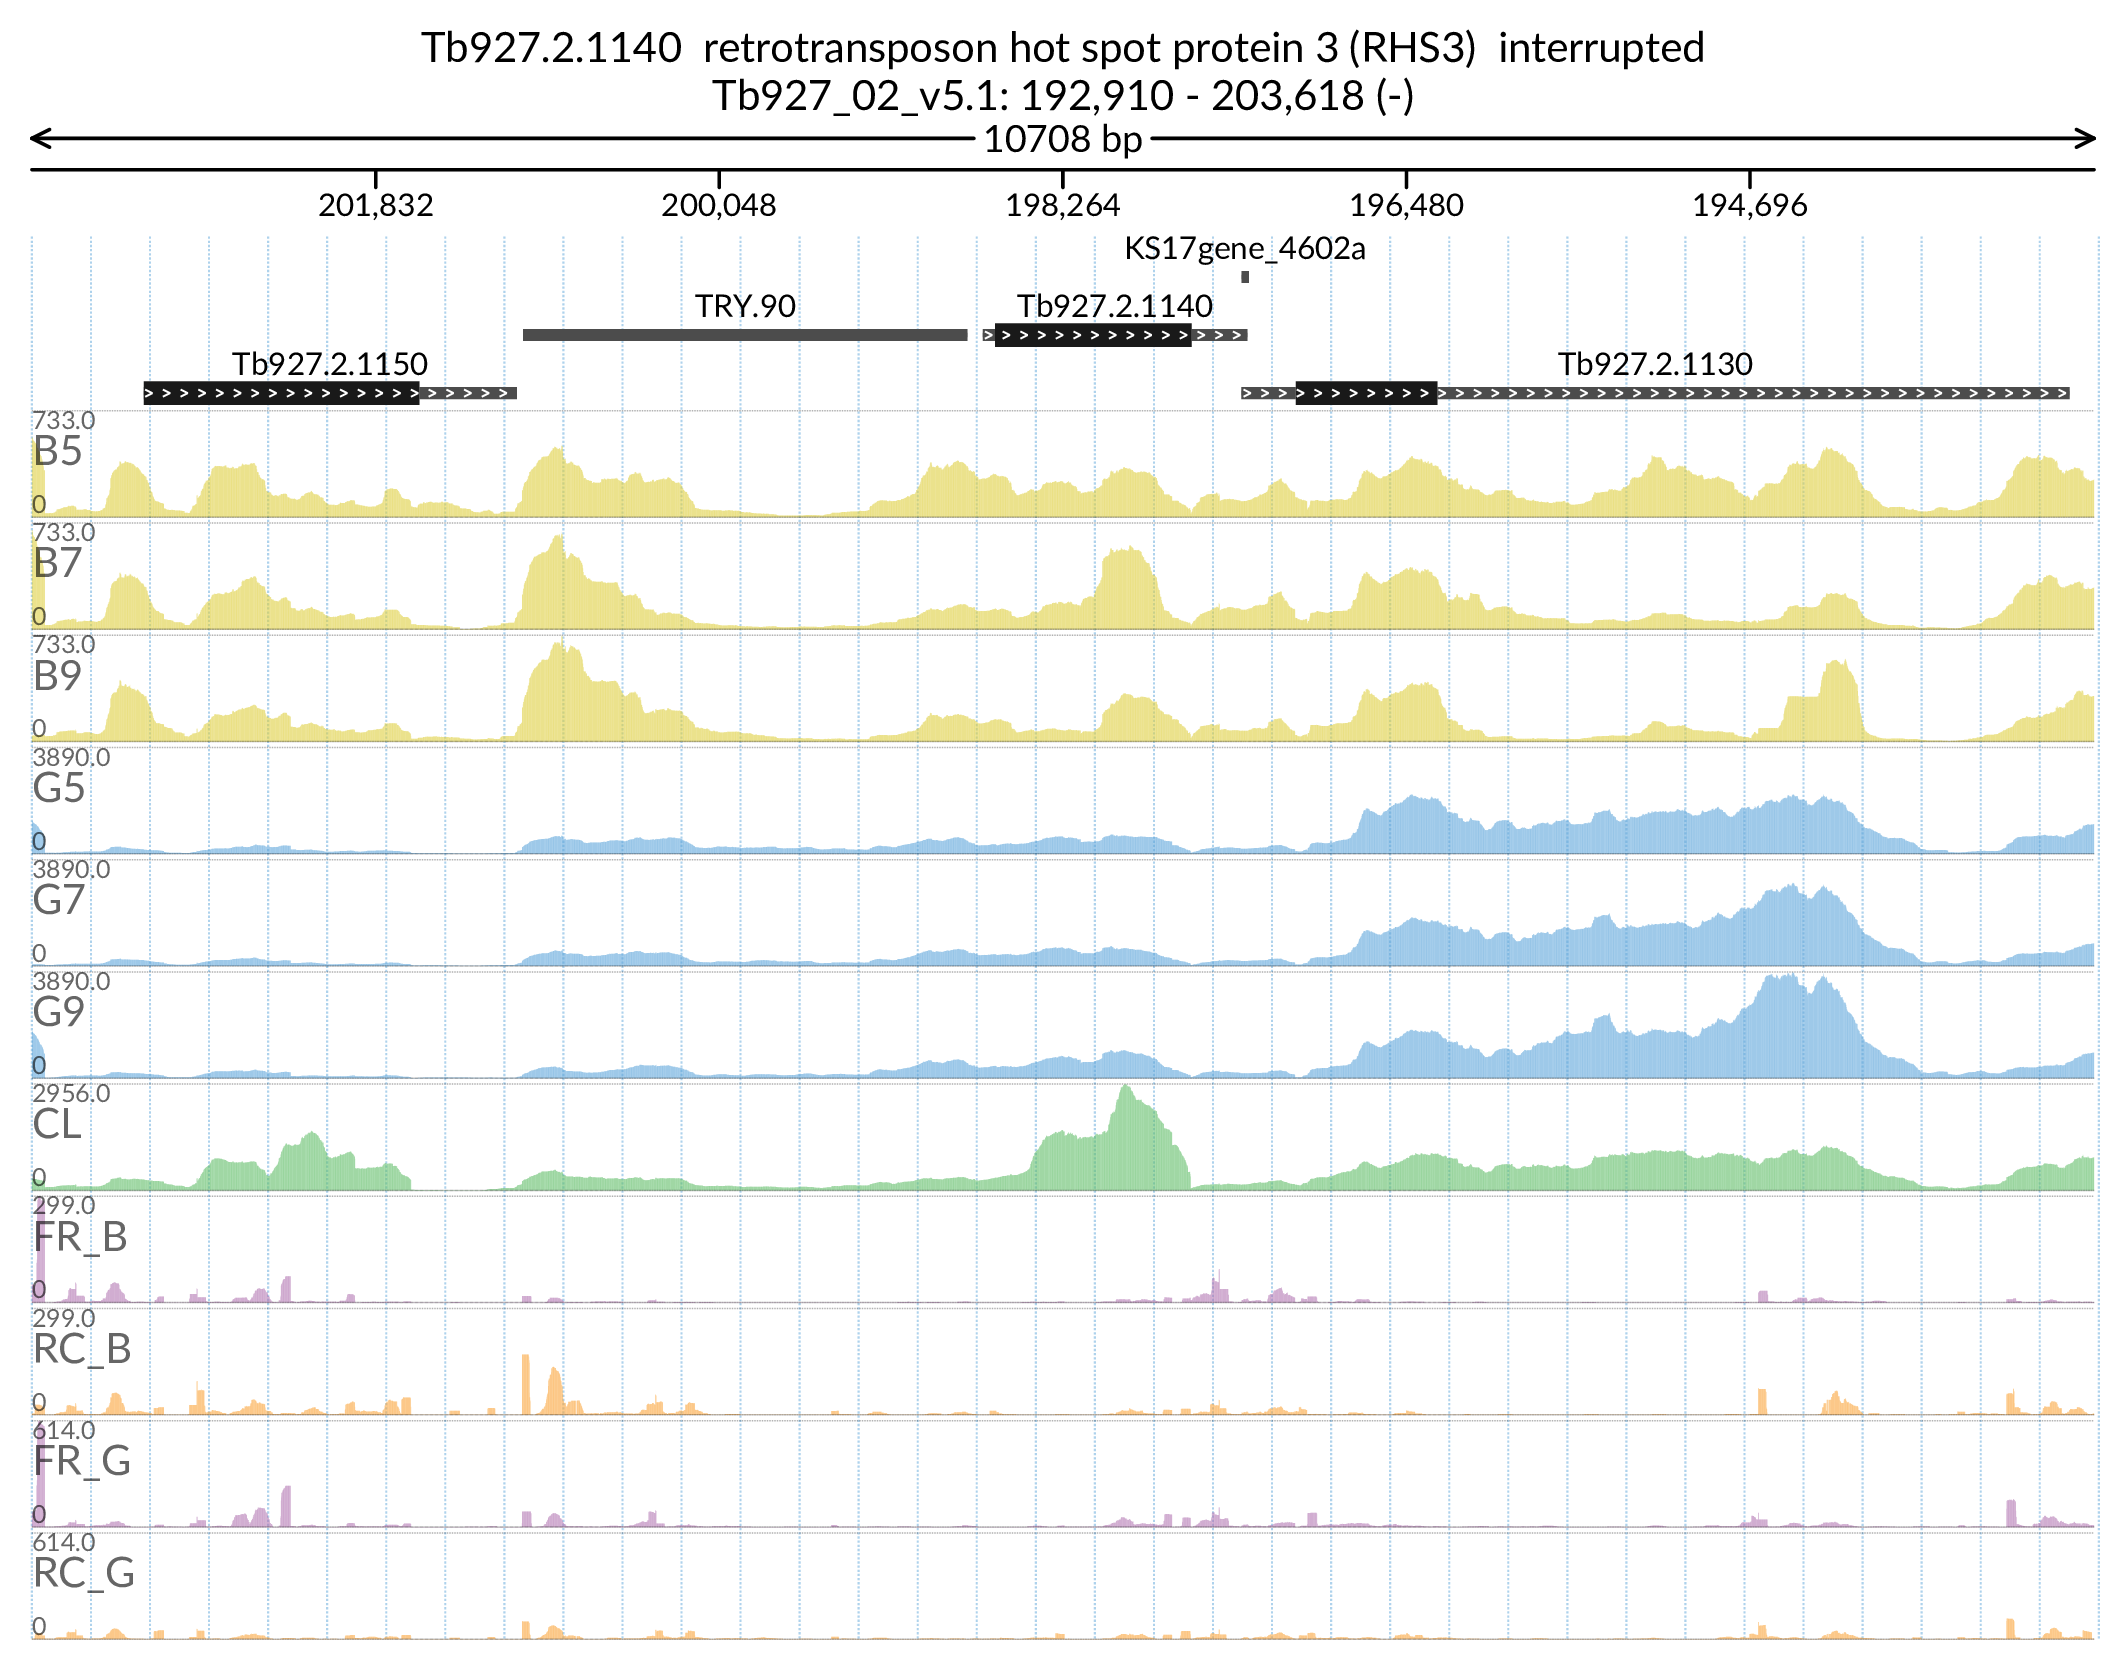 Tb927.2.1140 retrotransposon hot spot protein 3 (RHS3) interrupted
Tb927_02_v5.1: 192,910 - 203,618 (-)
10708 bp
201,832 200,048 198,264 196,480 194,696
KS17gene_4602a
TRY.90 Tb927.2.1140
Tb927.2.1150 Tb927.2.1130
733.0
B5
0
733.0
B7
0
733.0
B9
0
3890.0
G5
0
3890.0
G7
0
3890.0
G9
0
2956.0
CL
0
299.0
FR_B
0
299.0
RC_B
0
614.0
FR_G
0
614.0
RC_G
0